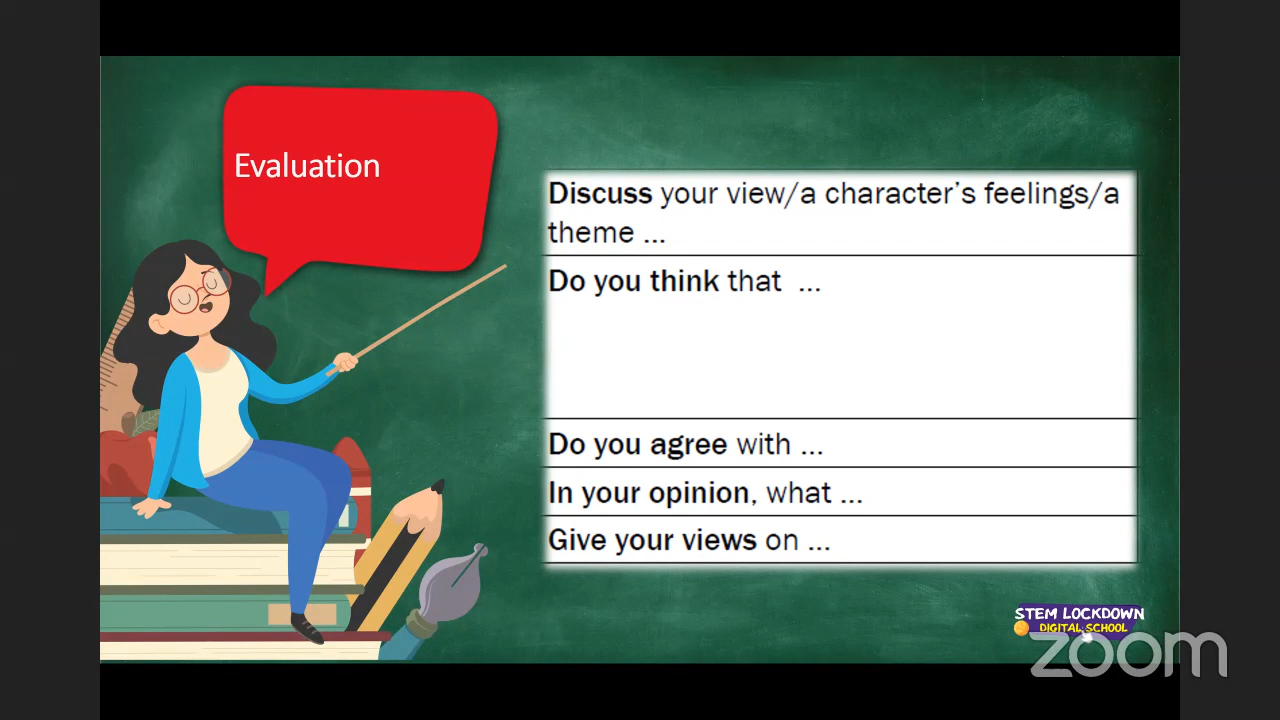 Evaluation
Discuss your view/a character's feelings/a
theme ...
Do you think that ...
Do you agree with ...
In your opinion, what ...
Give your views on ...
STEM LOCKDOWN
DIGITAL SCHOOL
zoom